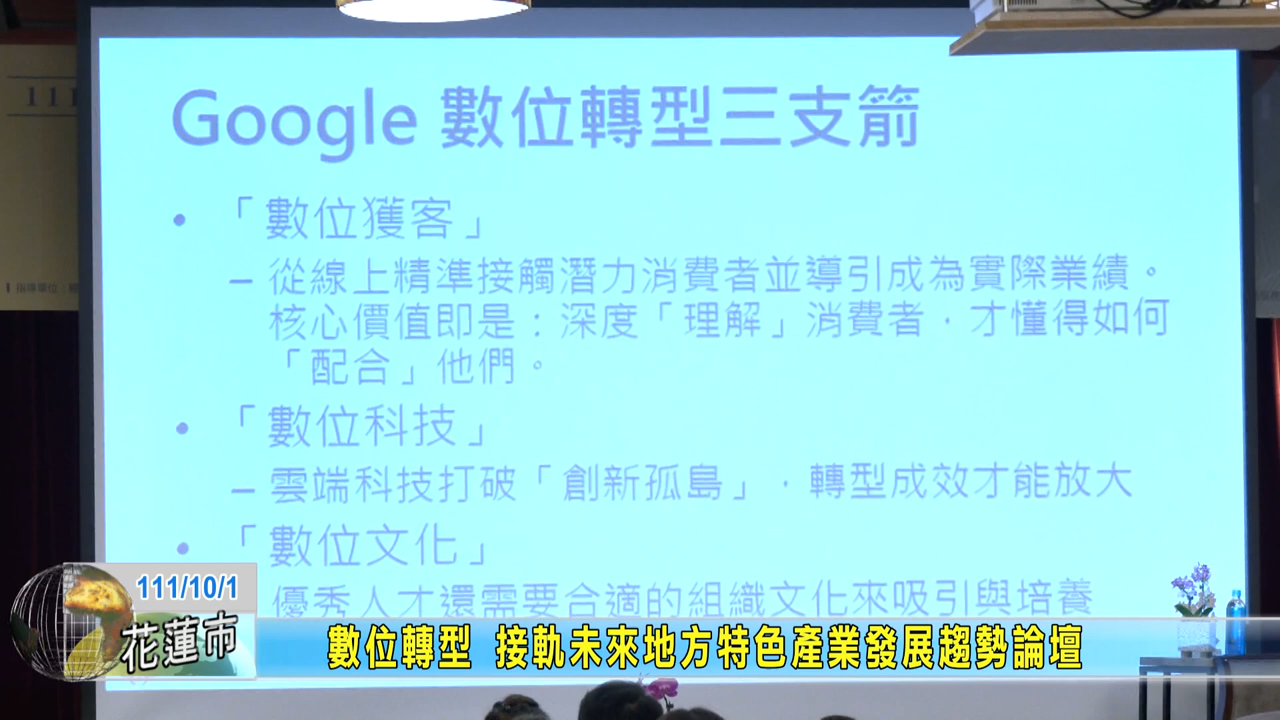 111
指導單位
Google 數位轉型三支箭
• 「數位獲客」
– 從線上精準接觸潛力消費者並導引成為實際業績。
核心價值即是：深度「理解」消費者，才懂得如何
「配合」他們。
• 「數位科技」
– 雲端科技打破「創新孤島」，轉型成效才能放大
• 「數位文化」
優秀人才還需要合適的組織文化來吸引與培養
111/10/1
花蓮市
數位轉型 接軌未來地方特色產業發展趨勢論壇